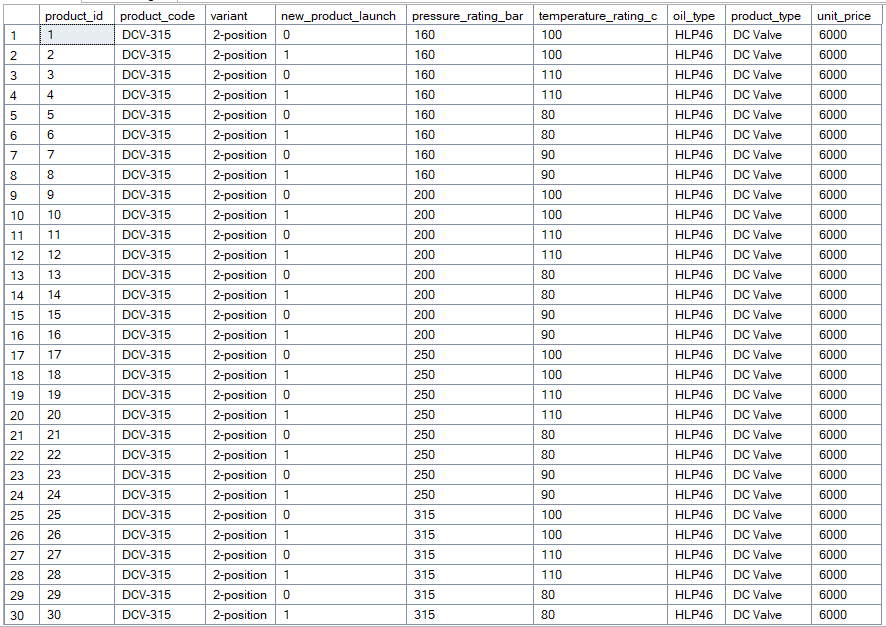 product_id product_code variant new_product_launch pressure_rating_bar temperature_rating_c oil_type product_type unit_price
1 1 DCV-315 2-position 0 160 100 HLP46 DC Valve 6000
2 2 DCV-315 2-position 1 160 100 HLP46 DC Valve 6000
3 3 DCV-315 2-position 0 160 110 HLP46 DC Valve 6000
4 4 DCV-315 2-position 1 160 110 HLP46 DC Valve 6000
5 5 DCV-315 2-position 0 160 80 HLP46 DC Valve 6000
6 6 DCV-315 2-position 1 160 80 HLP46 DC Valve 6000
7 7 DCV-315 2-position 0 160 90 HLP46 DC Valve 6000
8 8 DCV-315 2-position 1 160 90 HLP46 DC Valve 6000
9 9 DCV-315 2-position 0 200 100 HLP46 DC Valve 6000
10 10 DCV-315 2-position 1 200 100 HLP46 DC Valve 6000
11 11 DCV-315 2-position 0 200 110 HLP46 DC Valve 6000
12 12 DCV-315 2-position 1 200 110 HLP46 DC Valve 6000
13 13 DCV-315 2-position 0 200 80 HLP46 DC Valve 6000
14 14 DCV-315 2-position 1 200 80 HLP46 DC Valve 6000
15 15 DCV-315 2-position 0 200 90 HLP46 DC Valve 6000
16 16 DCV-315 2-position 1 200 90 HLP46 DC Valve 6000
17 17 DCV-315 2-position 0 250 100 HLP46 DC Valve 6000
18 18 DCV-315 2-position 1 250 100 HLP46 DC Valve 6000
19 19 DCV-315 2-position 0 250 110 HLP46 DC Valve 6000
20 20 DCV-315 2-position 1 250 110 HLP46 DC Valve 6000
21 21 DCV-315 2-position 0 250 80 HLP46 DC Valve 6000
22 22 DCV-315 2-position 1 250 80 HLP46 DC Valve 6000
23 23 DCV-315 2-position 0 250 90 HLP46 DC Valve 6000
24 24 DCV-315 2-position 1 250 90 HLP46 DC Valve 6000
25 25 DCV-315 2-position 0 315 100 HLP46 DC Valve 6000
26 26 DCV-315 2-position 1 315 100 HLP46 DC Valve 6000
27 27 DCV-315 2-position 0 315 110 HLP46 DC Valve 6000
28 28 DCV-315 2-position 1 315 110 HLP46 DC Valve 6000
29 29 DCV-315 2-position 0 315 80 HLP46 DC Valve 6000
30 30 DCV-315 2-position 1 315 80 HLP46 DC Valve 6000